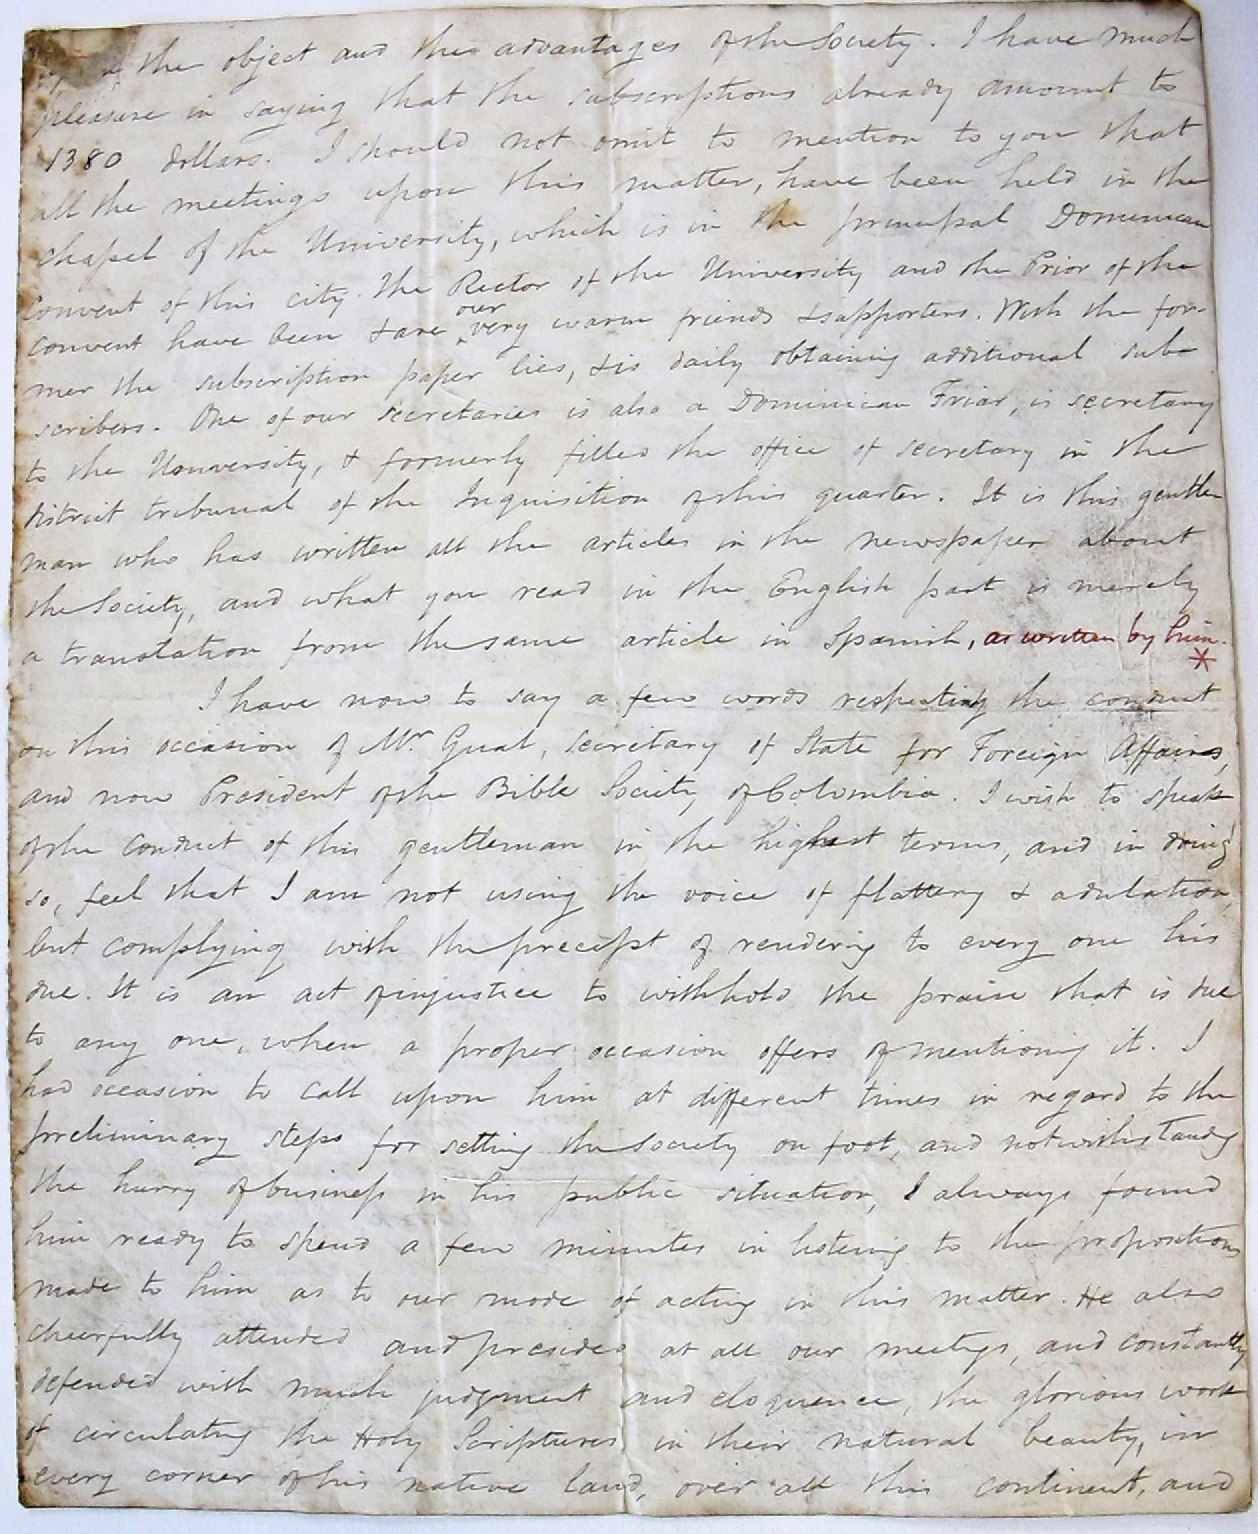 the object and the advantages of the Society. I have much
pleasure in saying that the subscriptions already amount to
1380 dollars. I should not omit to mention to you that
all the meetings upon this matter, have been held in the
chapel of the University, which is in the principal Dominican
convent of this city. The Rector of the University and the Prior of the
our
convent have been & are ^ very warm friends & supporters. With the for-
mer the subscription paper lies, & is daily obtaining additional sub-
scribers. One of our secretaries is also a Dominican Friar, is secretary
to the University, & formerly filled the office of secretary in the
district tribunal of the Inquisition of this quarter. It is this gentle
man who has written all the articles in the newspaper about
the Society, and what you read in the English part is merely
a translation from the same article in Spanish, as written by him.
*
I have now to say a few words respecting the conduct
on this occasion of Mr Gual, secretary of State for Foreign Affairs,
and now President of the Bible Society of Colombia. I wish to speak
of the conduct of this gentleman in the highest terms, and in doing
so, feel that I am not using the voice of flattery & adulation,
but complying with the precept of rendering to every one his
due. It is an act of injustice to withhold the praise that is due
to any one, when a proper occasion offers of mentioning it. I
had occasion to call upon him at different times in regard to the
preliminary steps for setting the Society on foot, and notwithstanding
the hurry of business in his public situation, I always found
him ready to spend a few minutes in listening to the propositions
made to him as to our mode of acting in this matter. He also
cheerfully attended and presided at all our meetings, and constantly
defended with much judgment and eloquence, the glorious work
of circulating the Holy Scriptures in their natural beauty, in
every corner of his native land, over all this continent, and